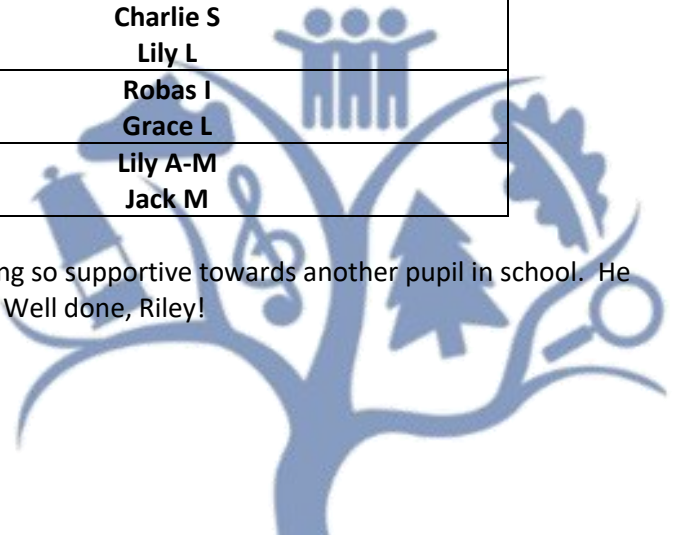 Charlie S
Lily L
Robas I
Grace L
Lily A-M
Jack M
ng so supportive towards another pupil in school.  He
Well done, Riley!